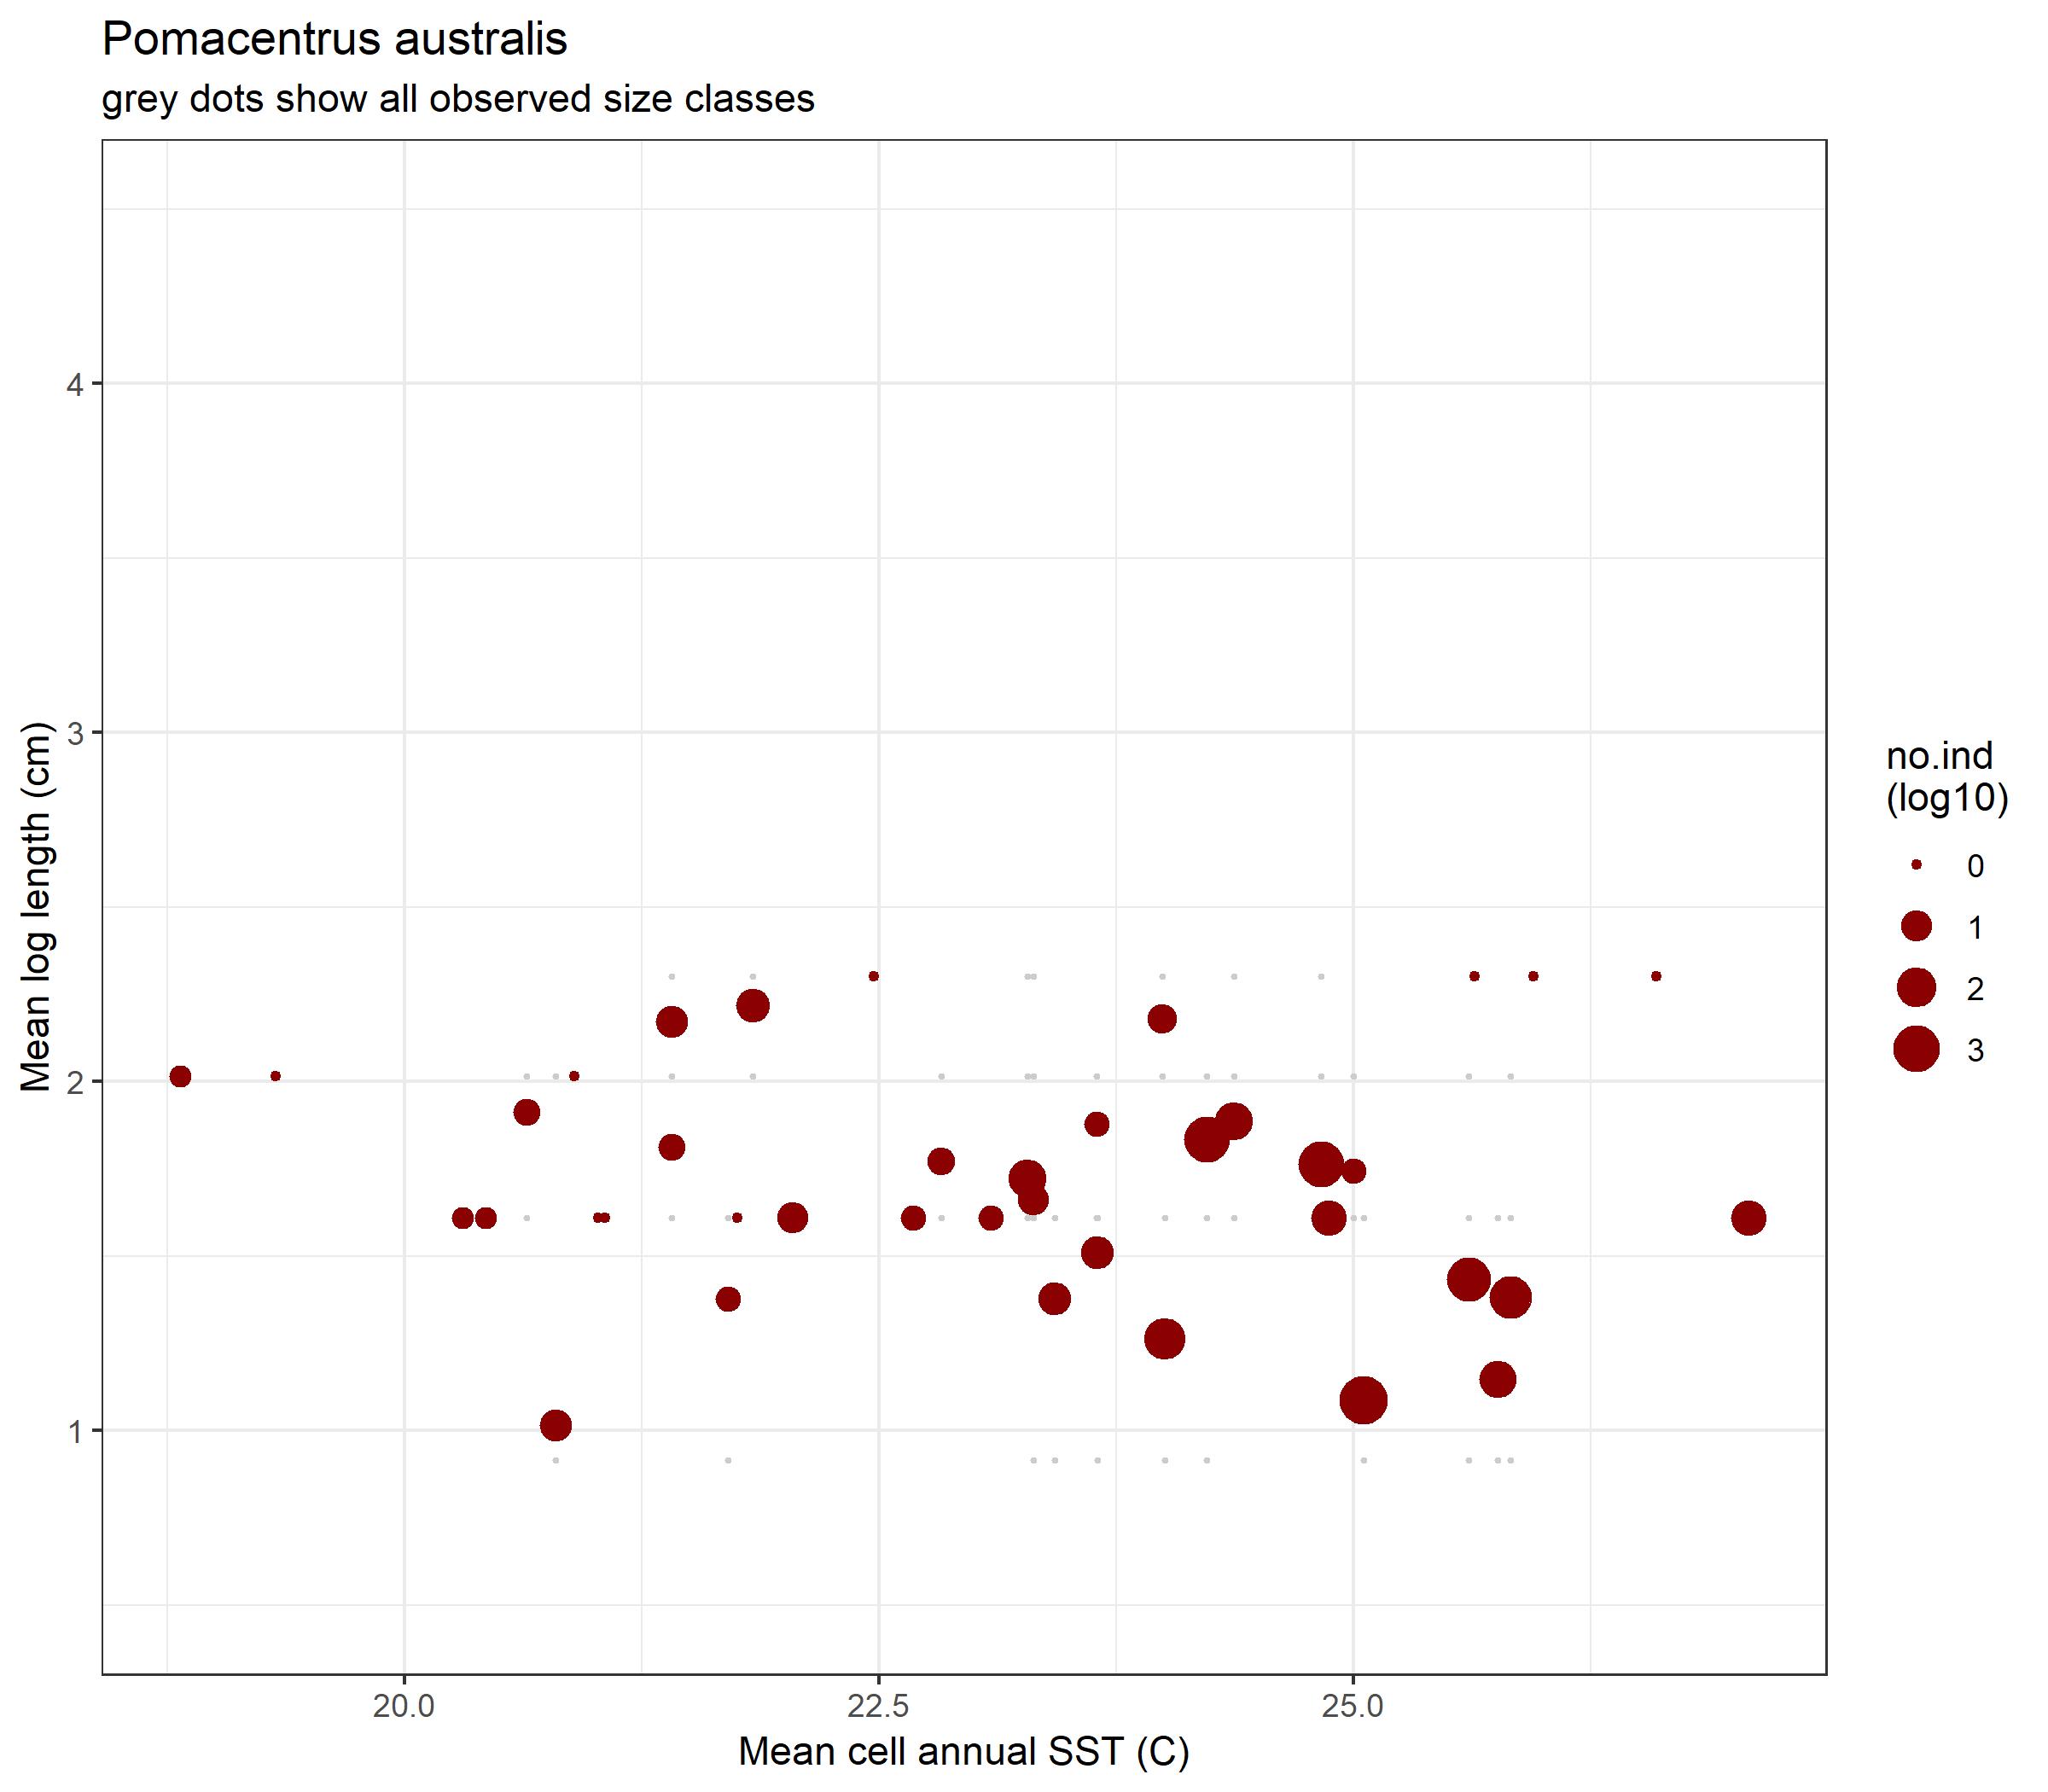 Pomacentrus australis
grey dots show all observed size classes
Mean log length (cm)
4
3
2
1
20.0
22.5
25.0
Mean cell annual SST (C)
no.ind
(log10)
0
1
2
3